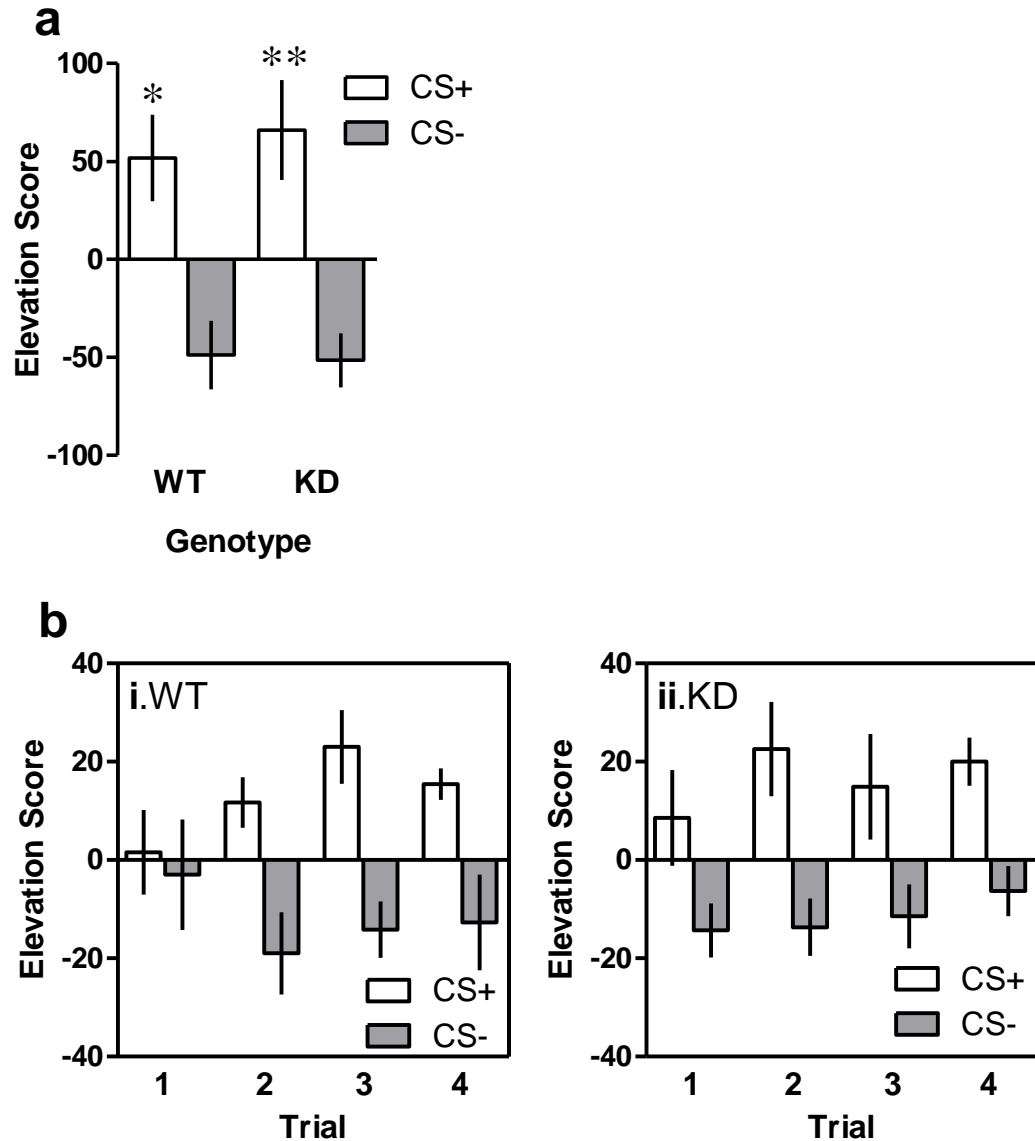 a
100
50
0
-50
-100
Elevation Score
*
**
CS+
CS-
WT KD
Genotype
b
40
20
0
-20
-40
Elevation Score
i.WT
CS+
CS-
1 2 3 4
Trial
40
20
0
-20
-40
Elevation Score
ii.KD
CS+
CS-
1 2 3 4
Trial